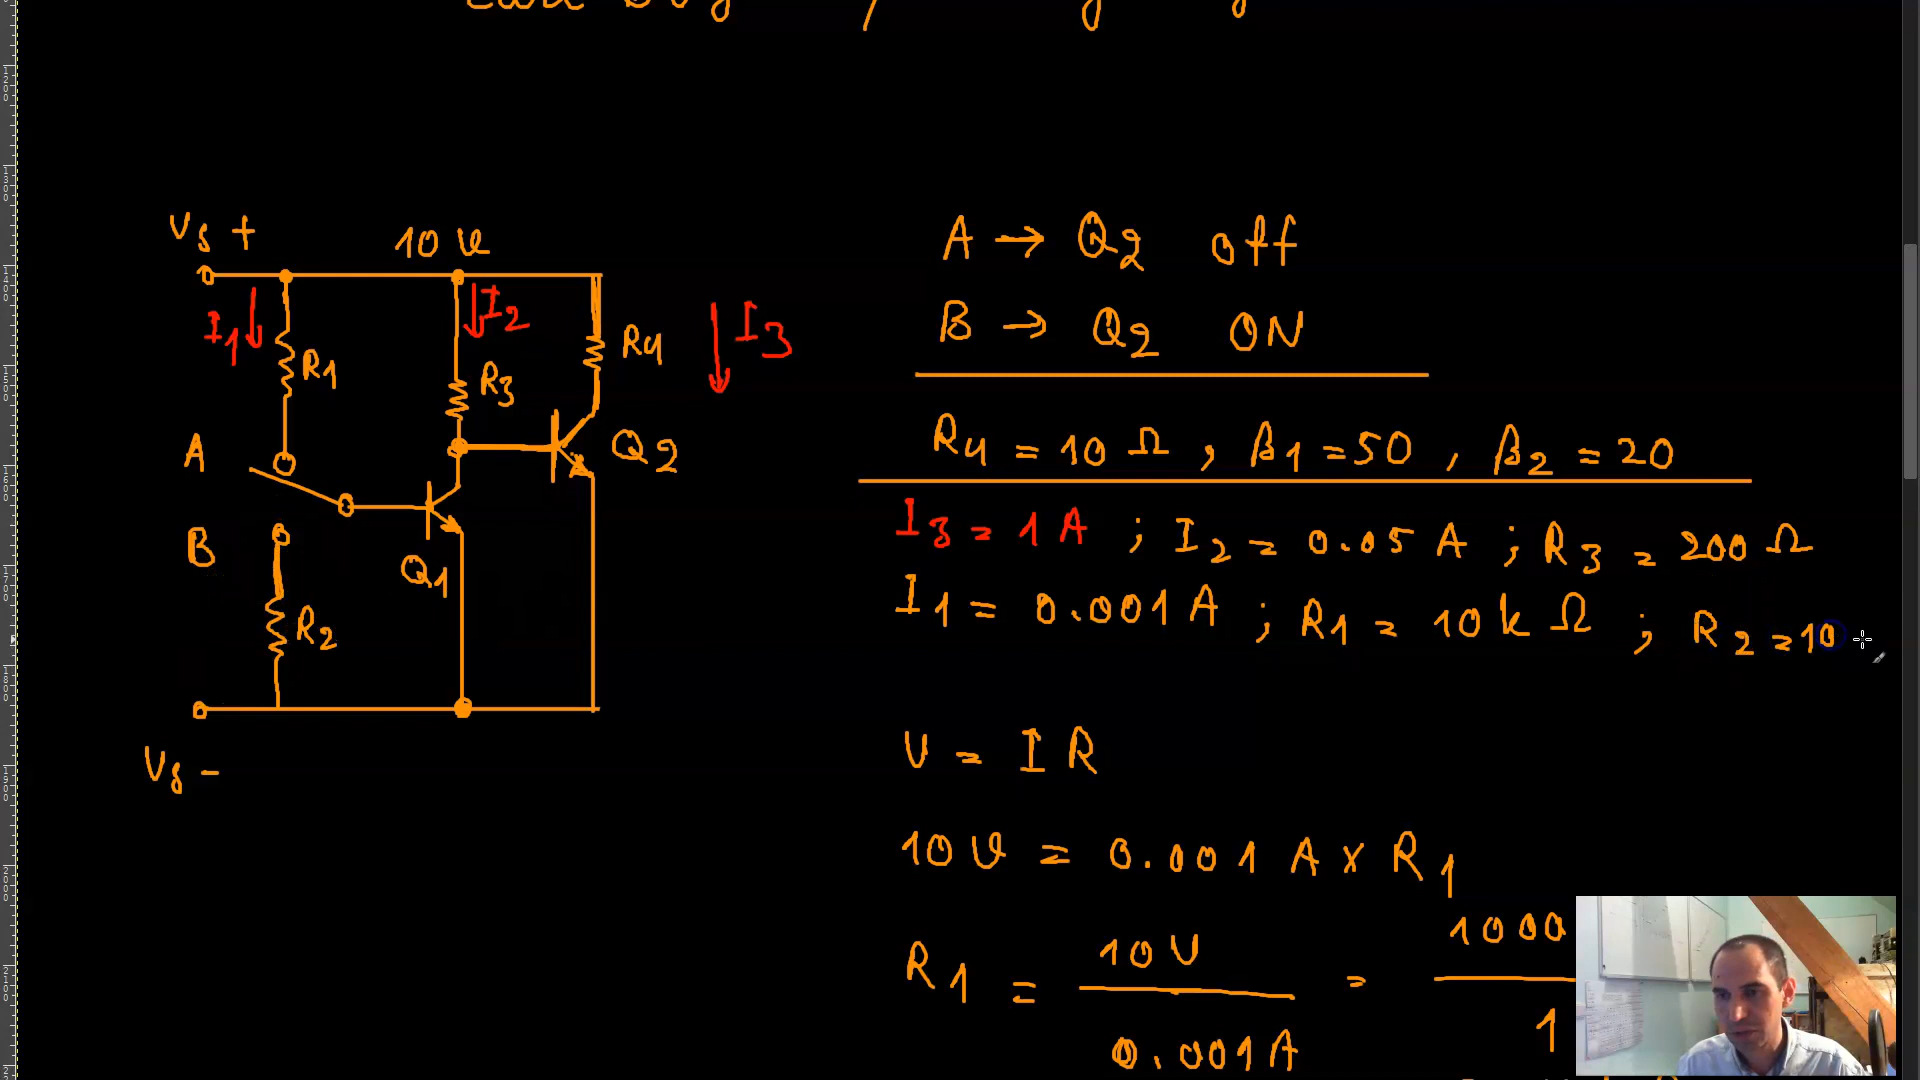 Vs +
10 V
I1
I2
I3
R1
R3
R4
A
B
Q1
Q2
R2
Vs -
A → Q2 off
B → Q2 ON
R4 = 10 Ω , β1 = 50 , β2 = 20
I3 = 1 A ; I2 = 0.05 A ; R3 = 200 Ω
I1 = 0.001 A ; R1 = 10 k Ω ; R2 = 10
V = I R
10 V = 0.001 A x R1
R1 = 10 V / 0.001 A = 1000 / 1